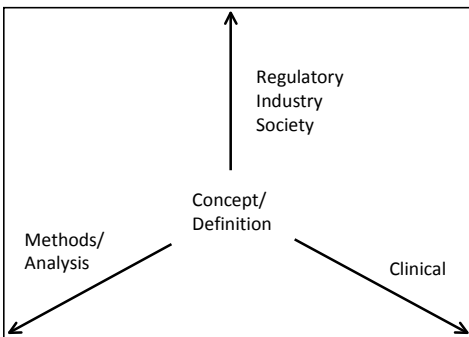 Regulatory
Industry
Society
Concept/
Definition
Methods/
Analysis
Clinical